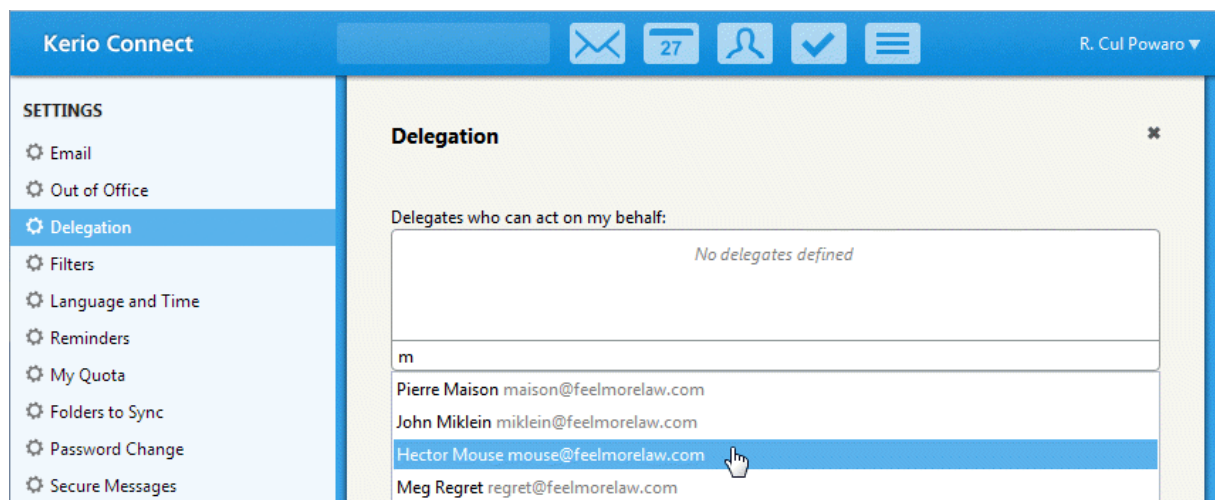 Kerio Connect
27
R. Cul Powaro ▼
SETTINGS
Email
Out of Office
Delegation
Filters
Language and Time
Reminders
My Quota
Folders to Sync
Password Change
Secure Messages
Delegation
Delegates who can act on my behalf:
No delegates defined
m
Pierre Maison maison@feelmorelaw.com
John Miklein miklein@feelmorelaw.com
Hector Mouse mouse@feelmorelaw.com
Meg Regret regret@feelmorelaw.com